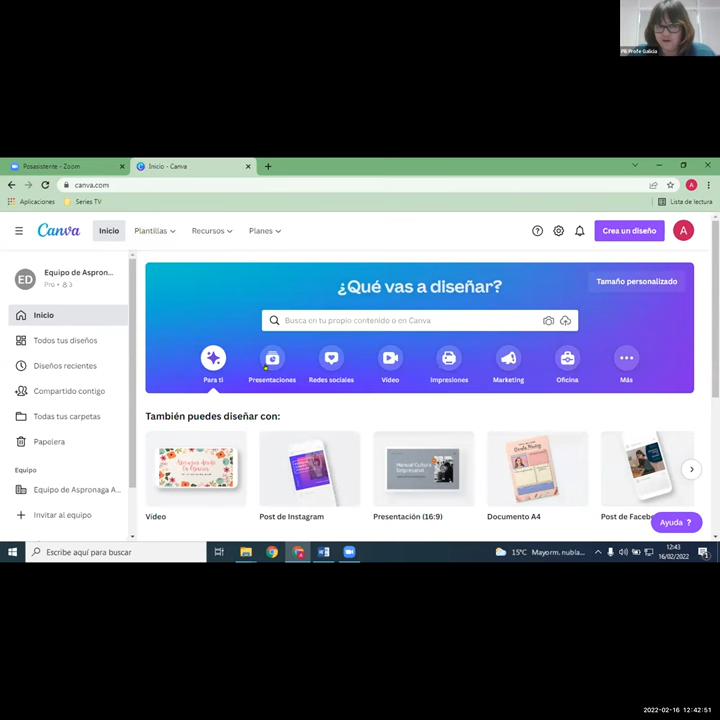 PB Profe Galicia
Posasistente - Zoom
Inicio - Canva
canva.com
Aplicaciones
Series TV
Lista de lectura
Canva
Inicio
Plantillas
Recursos
Planes
Crea un diseño
A
ED
Equipo de Aspron...
Pro • 3
Inicio
Todos tus diseños
Diseños recientes
Compartido contigo
Todas tus carpetas
Papelera
Equipo
Equipo de Aspronaga A...
Invitar al equipo
¿Qué vas a diseñar?
Tamaño personalizado
Busca en tu propio contenido o en Canva
Para ti
Presentaciones
Redes sociales
Vídeo
Impresiones
Marketing
Oficina
Más
También puedes diseñar con:
Manual Cultura
Empresarial
Vídeo
Post de Instagram
Presentación (16:9)
Documento A4
Post de Facebo
Ayuda ?
Escribe aquí para buscar
15°C Mayorm. nubla...
12:43
16/02/2022
2022-02-16 12:42:51